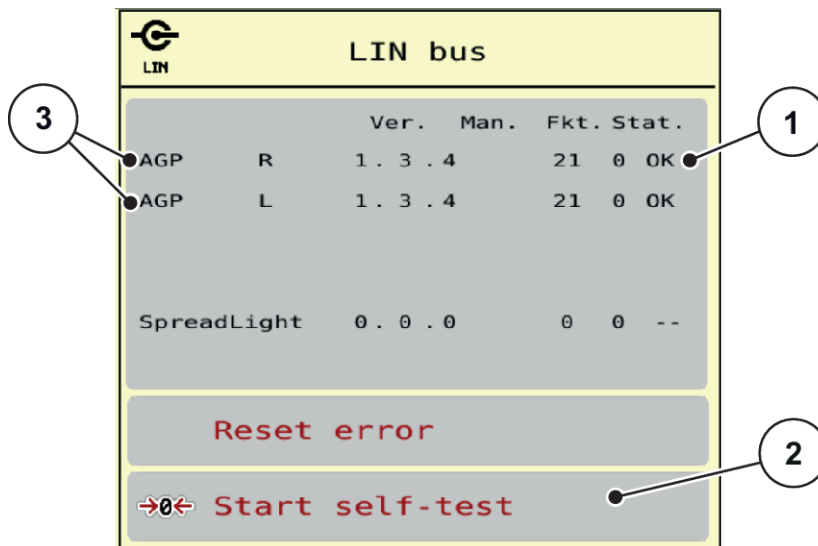 LIN
LIN bus
Ver. Man. Fkt. Stat.
AGP R 1.3.4 21 0 OK
AGP L 1.3.4 21 0 OK
SpreadLight 0.0.0 0 0 --
Reset error
→0← Start self-test
3
1
2